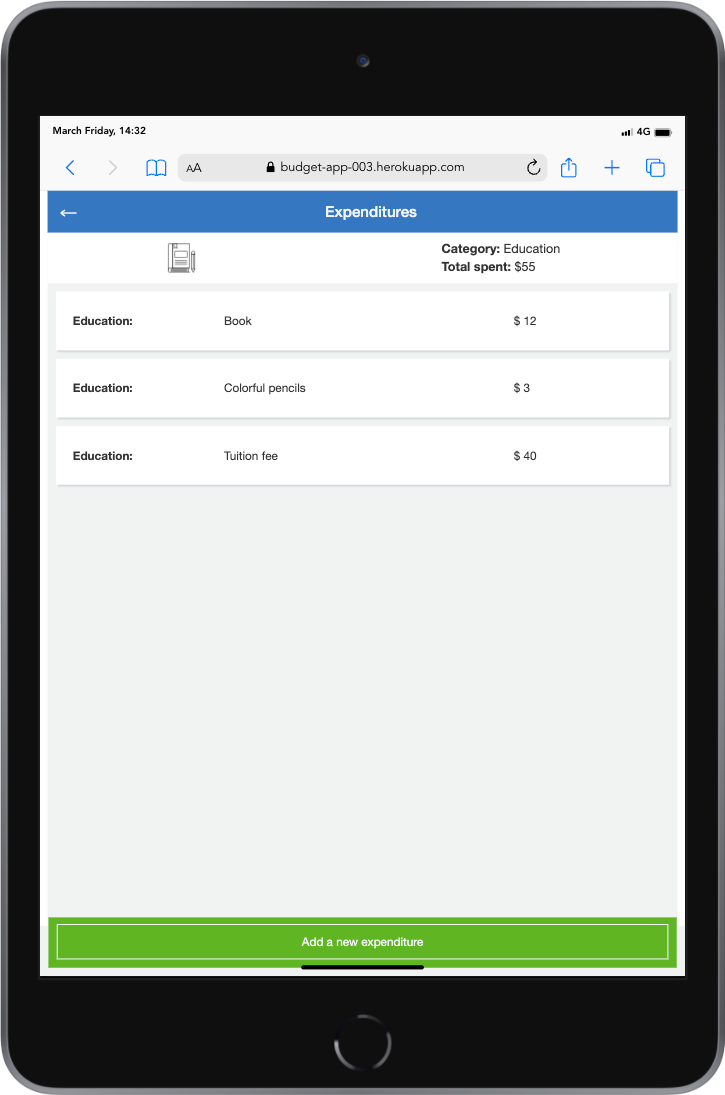 March Friday, 14:32 4G
AA budget-app-003.herokuapp.com
← Expenditures
Category: Education
Total spent: $55
Education: Book $ 12
Education: Colorful pencils $ 3
Education: Tuition fee $ 40
Add a new expenditure